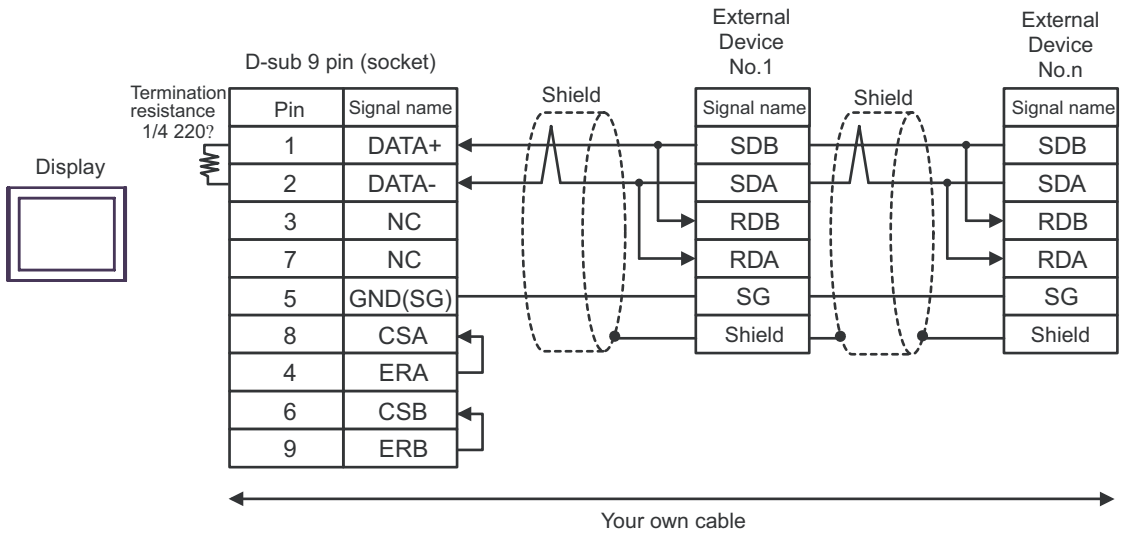 External
Device
No.1
External
Device
No.n
D-sub 9 pin (socket)
Termination
resistance
1/4 220?
Shield
Shield
Display
Pin Signal name
1 DATA+
2 DATA-
3 NC
7 NC
5 GND(SG)
8 CSA
4 ERA
6 CSB
9 ERB
Signal name
SDB
SDA
RDB
RDA
SG
Shield
Signal name
SDB
SDA
RDB
RDA
SG
Shield
Your own cable